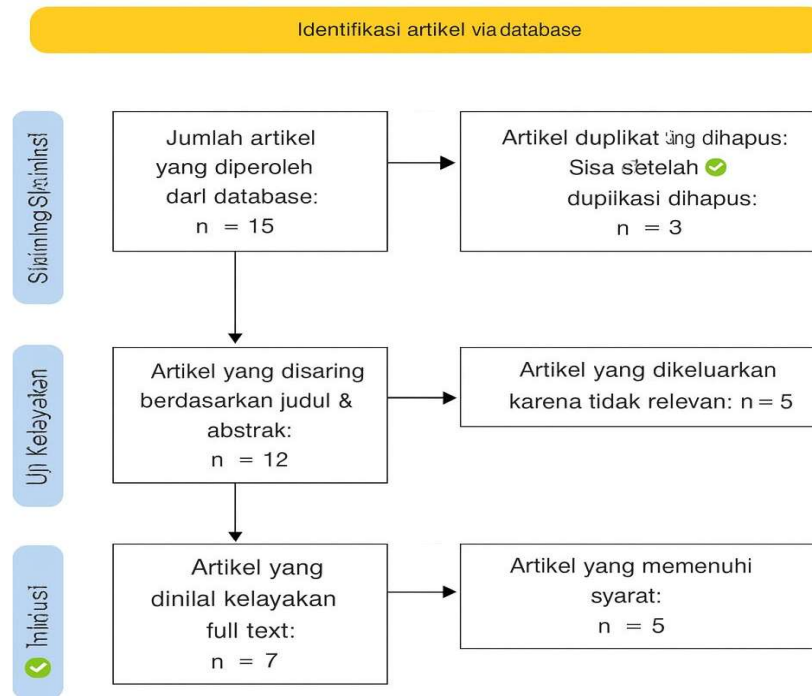 Identifikasi artikel via database
Jumlah artikel
yang diperoleh
darl database:
n = 15
Artikel duplikat dihapus:
Sisa setelah
dupiikasi dihapus:
n = 3
Artikel yang disaring
berdasarkan judul &
abstrak:
n = 12
Artikel yang dikeluarkan
karena tidak relevan: n = 5
Uji Kelayakan
Artikel yang
dinilal kelayakan
full text:
n = 7
Artikel yang memenuhi
syarat:
n = 5